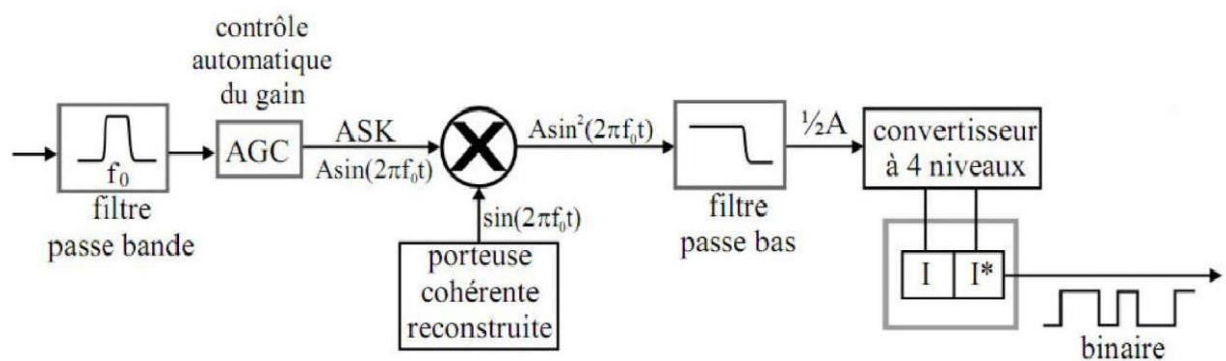 contrôle
automatique
du gain
f₀
filtre
passe bande
AGC
ASK
Asin(2πf₀t)
X
Asin²(2πf₀t)
sin(2πf₀t)
porteuse
cohérente
reconstruite
filtre
passe bas
½A
convertisseur
à 4 niveaux
I I*
binaire